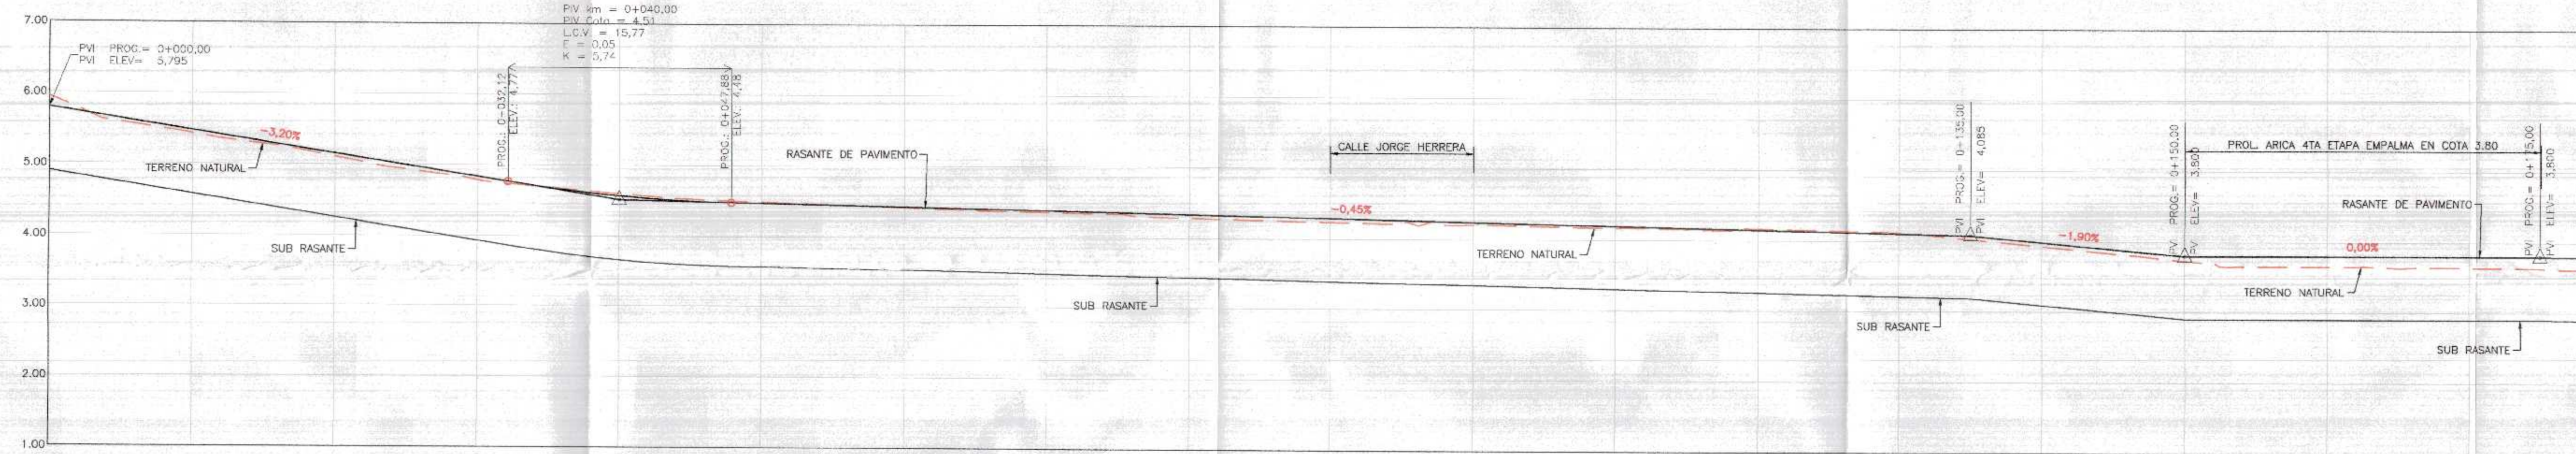 7.00
6.00
5.00
4.00
3.00
2.00
1.00
PVI PROG.= 0+000,00
PVI ELEV= 5,795
PIV km = 0+040,00
PIV Cota = 4,51
L.C.V. = 15,77
E = 0,05
K = 5,74
PROG.: 0+032,12
ELEV.: 4,77
PROG.: 0+047,88
ELEV.: 4,48
-3,20%
TERRENO NATURAL
SUB RASANTE
RASANTE DE PAVIMENTO
SUB RASANTE
CALLE JORGE HERRERA
-0,45%
TERRENO NATURAL
PVI PROG.= 0+135,00
PVI ELEV= 4,085
SUB RASANTE
-1,90%
PVI PROG.= 0+150,00
PVI ELEV= 3,800
PROL. ARICA 4TA ETAPA EMPALMA EN COTA 3.80
RASANTE DE PAVIMENTO
0,00%
TERRENO NATURAL
PVI PROG.= 0+175,00
PVI ELEV= 3,800
SUB RASANTE